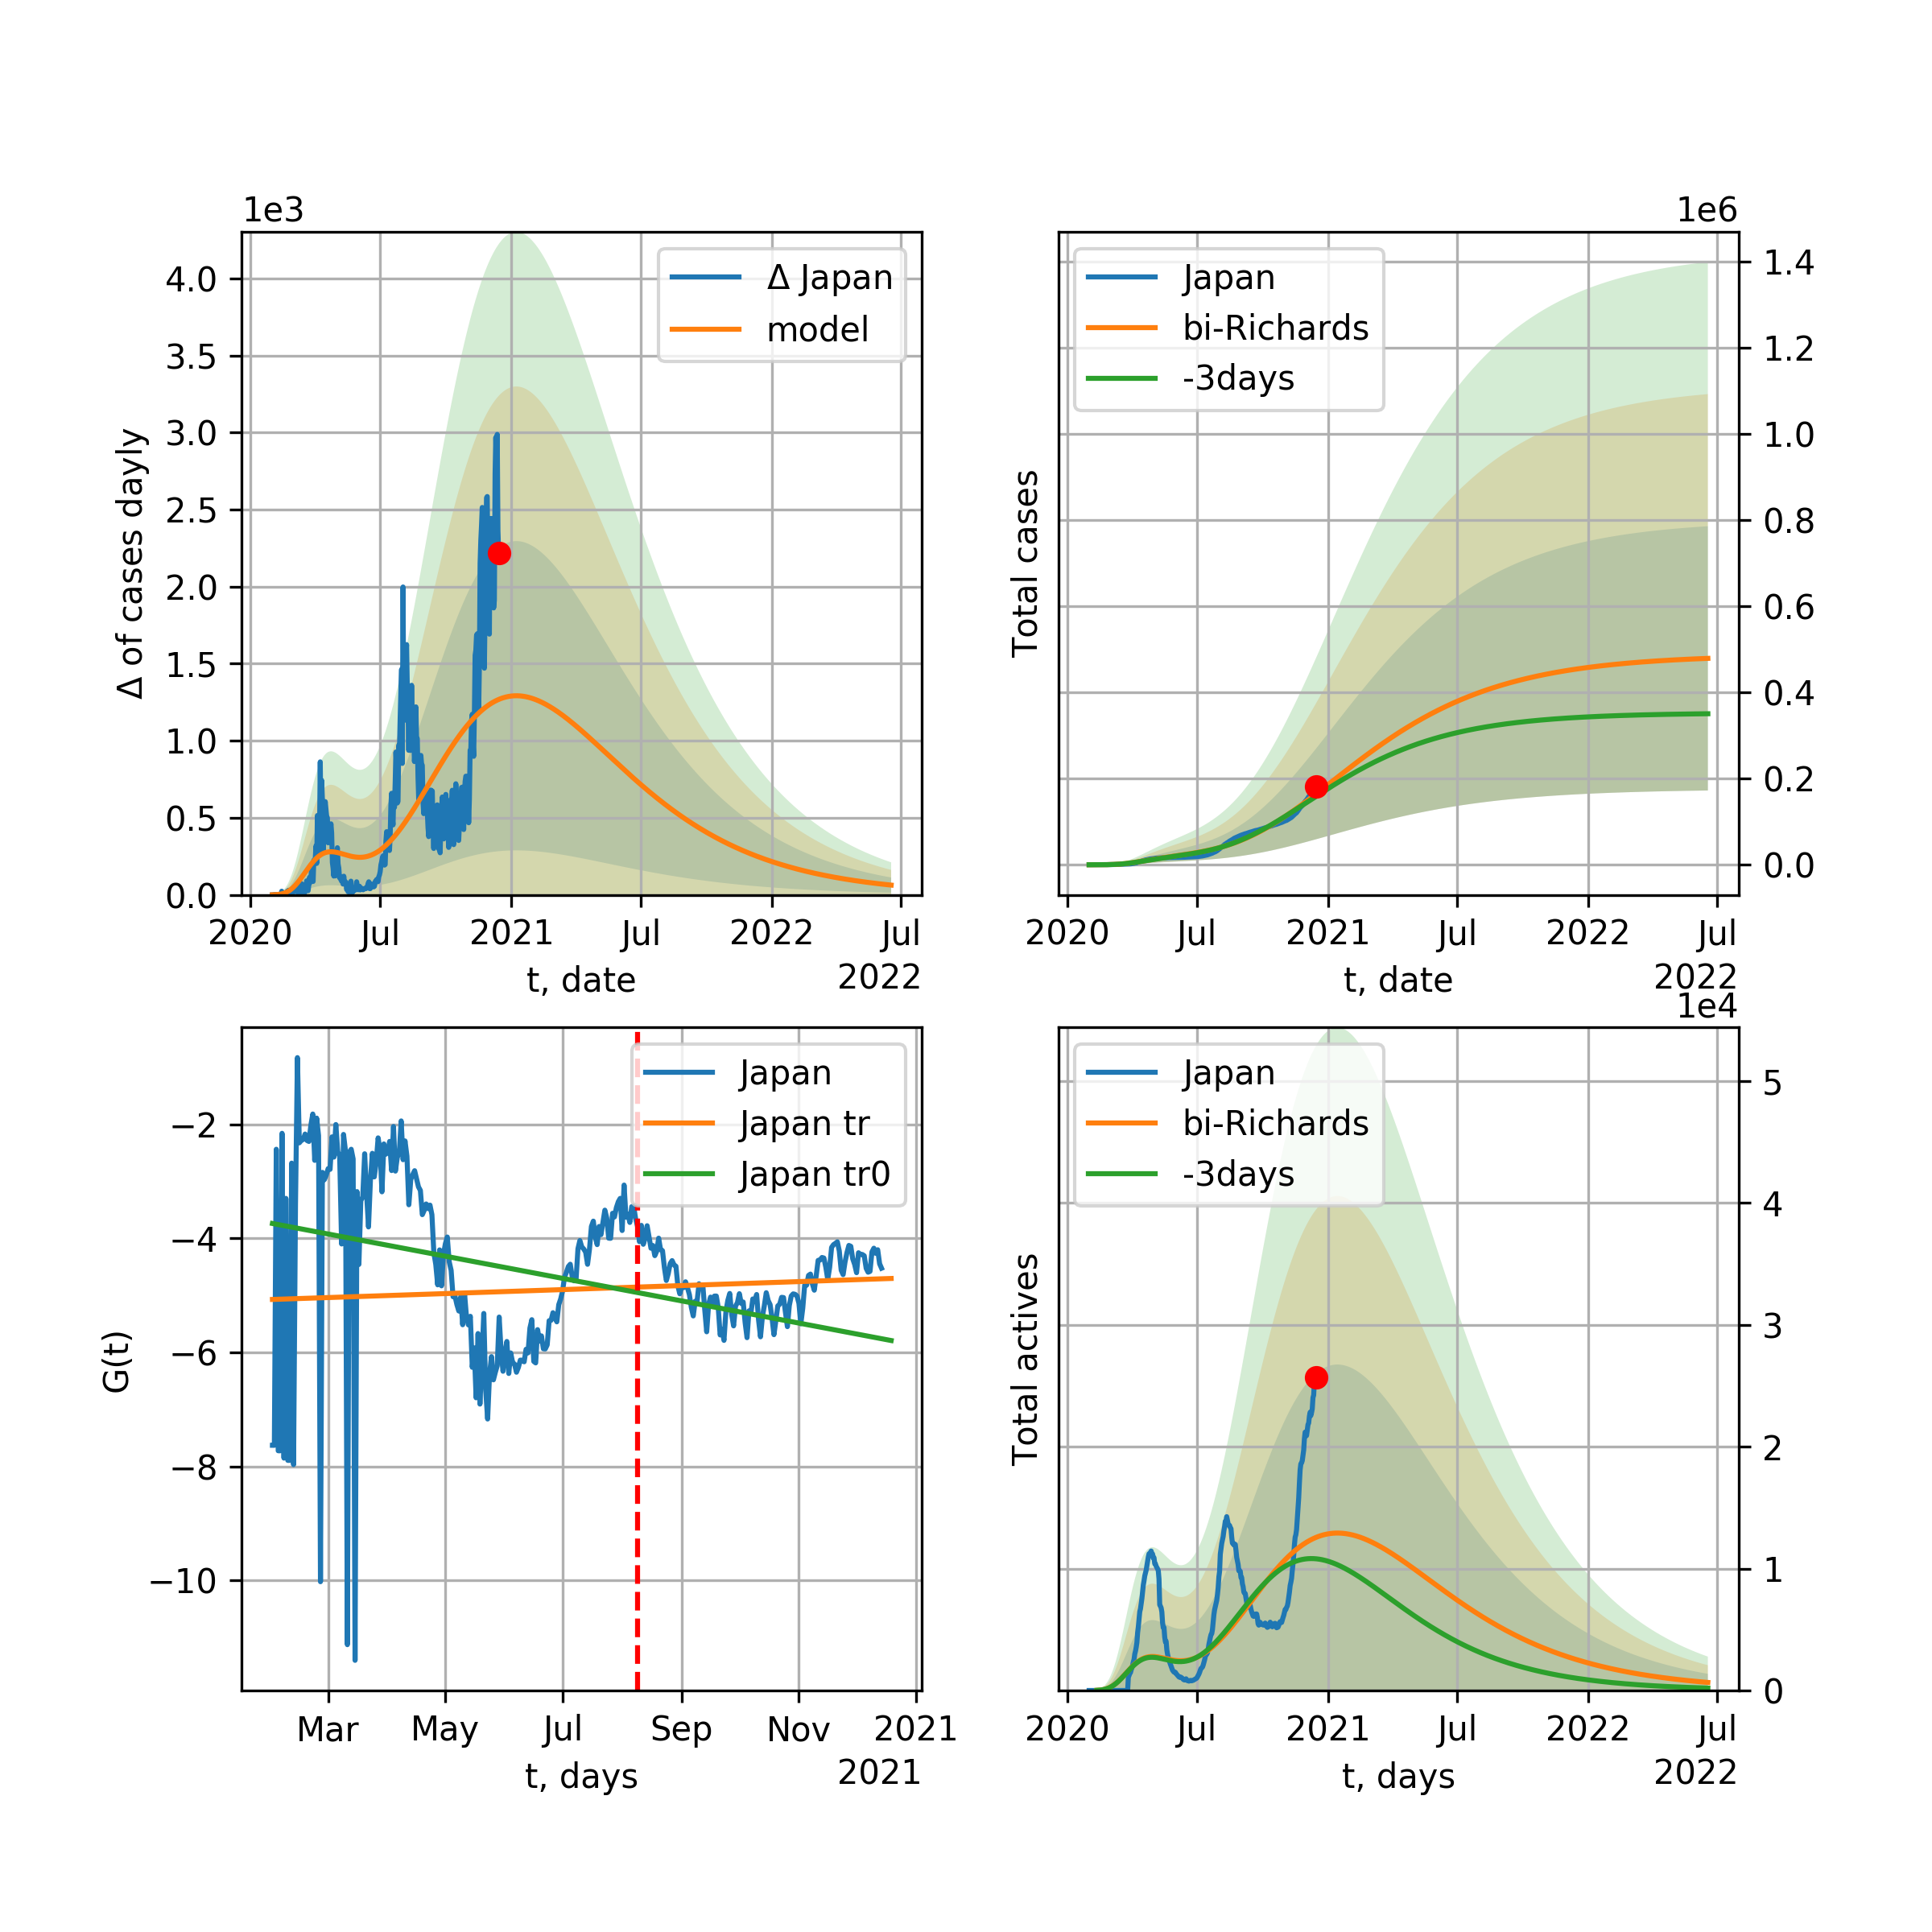 1e3
4.0
3.5
3.0
2.5
2.0
1.5
1.0
0.5
0.0
Δ of cases dayly
Δ Japan
model
2020 Jul 2021 Jul 2022 Jul
2022
t, date
1e6
Japan
bi-Richards
-3days
Total cases
1.4
1.2
1.0
0.8
0.6
0.4
0.2
0.0
2020 Jul 2021 Jul 2022 Jul
2022
t, date
Japan
Japan tr
Japan tr0
G(t)
−2
−4
−6
−8
−10
Mar May Jul Sep Nov 2021
2021
t, days
1e4
Japan
bi-Richards
-3days
Total actives
5
4
3
2
1
0
2020 Jul 2021 Jul 2022 Jul
2022
t, days